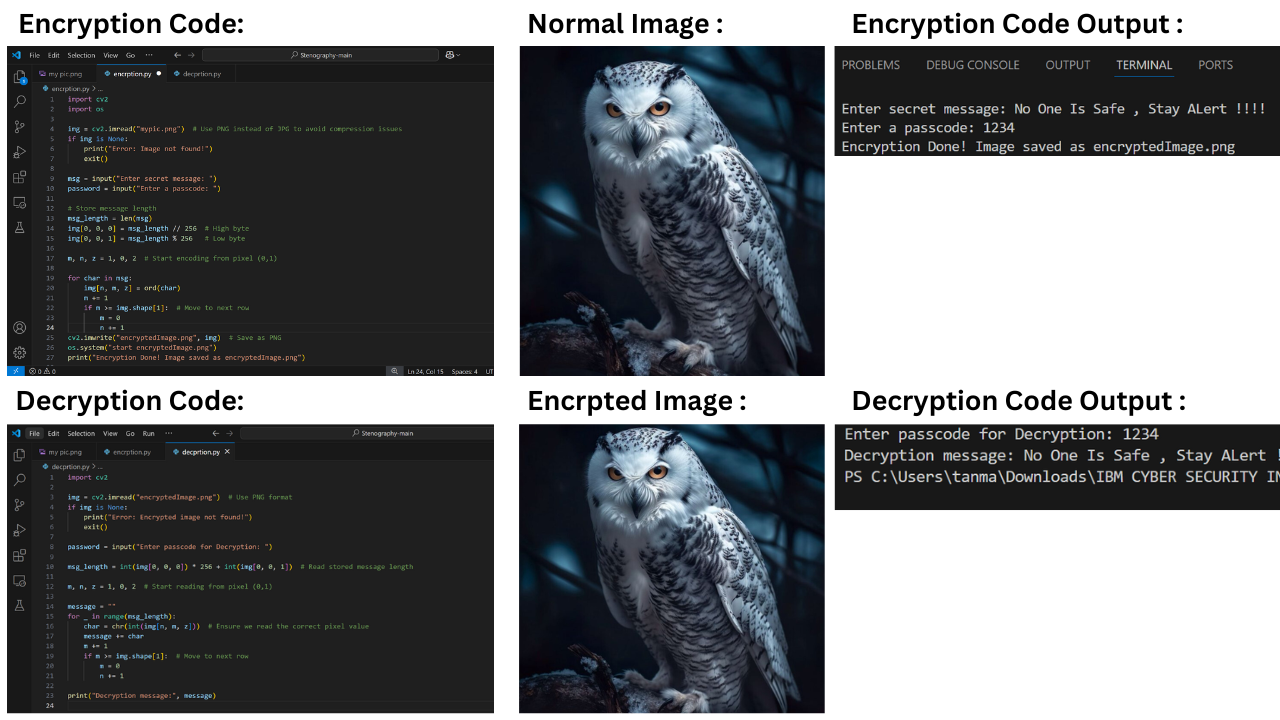 Encryption Code:
File Edit Selection View Go ··· Stenography-main
my pic.png encrption.py decprtion.py
encrption.py > ...
1 import cv2
2 import os
3
4 img = cv2.imread("mypic.png")  # Use PNG instead of JPG to avoid compression issues
5 if img is None:
6     print("Error: Image not found!")
7     exit()
8
9 msg = input("Enter secret message: ")
10 password = input("Enter a passcode: ")
11
12 # Store message length
13 msg_length = len(msg)
14 img[0, 0, 0] = msg_length // 256  # High byte
15 img[0, 0, 1] = msg_length % 256   # Low byte
16
17 m, n, z = 1, 0, 2  # Start encoding from pixel (0,1)
18
19 for char in msg:
20     img[n, m, z] = ord(char)
21     m += 1
22     if m >= img.shape[1]:  # Move to next row
23         m = 0
24         n += 1
25 cv2.imwrite("encryptedImage.png", img)  # Save as PNG
26 os.system("start encryptedImage.png")
27 print("Encryption Done! Image saved as encryptedImage.png")
0 0 Ln 24, Col 15 Spaces: 4 UT
Normal Image :
Encryption Code Output :
PROBLEMS DEBUG CONSOLE OUTPUT TERMINAL PORTS
Enter secret message: No One Is Safe , Stay ALert !!!!
Enter a passcode: 1234
Encryption Done! Image saved as encryptedImage.png
Decryption Code:
File Edit Selection View Go Run ··· Stenography-main
my pic.png encrption.py decprtion.py
decprtion.py > ...
1 import cv2
2
3 img = cv2.imread("encryptedImage.png")  # Use PNG format
4 if img is None:
5     print("Error: Encrypted image not found!")
6     exit()
7
8 password = input("Enter passcode for Decryption: ")
9
10 msg_length = int(img[0, 0, 0]) * 256 + int(img[0, 0, 1])  # Read stored message length
11
12 m, n, z = 1, 0, 2  # Start reading from pixel (0,1)
13
14 message = ""
15 for _ in range(msg_length):
16     char = chr(int(img[n, m, z]))  # Ensure we read the correct pixel value
17     message += char
18     m += 1
19     if m >= img.shape[1]:  # Move to next row
20         m = 0
21         n += 1
22
23 print("Decryption message:", message)
24
Encrpted Image :
Decryption Code Output :
Enter passcode for Decryption: 1234
Decryption message: No One Is Safe , Stay ALert !
PS C:\Users\tanma\Downloads\IBM CYBER SECURITY IN